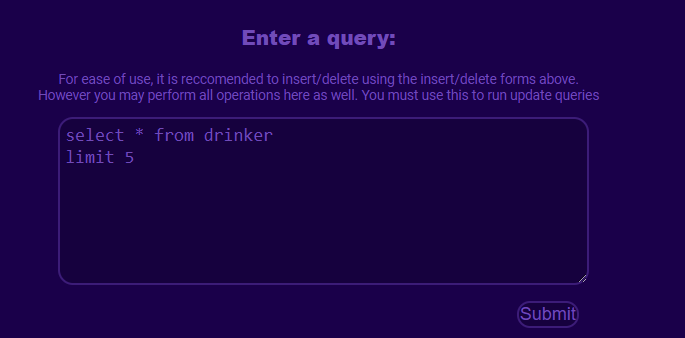 Enter a query:
For ease of use, it is reccomended to insert/delete using the insert/delete forms above.
However you may perform all operations here as well. You must use this to run update queries
select * from drinker
limit 5
Submit